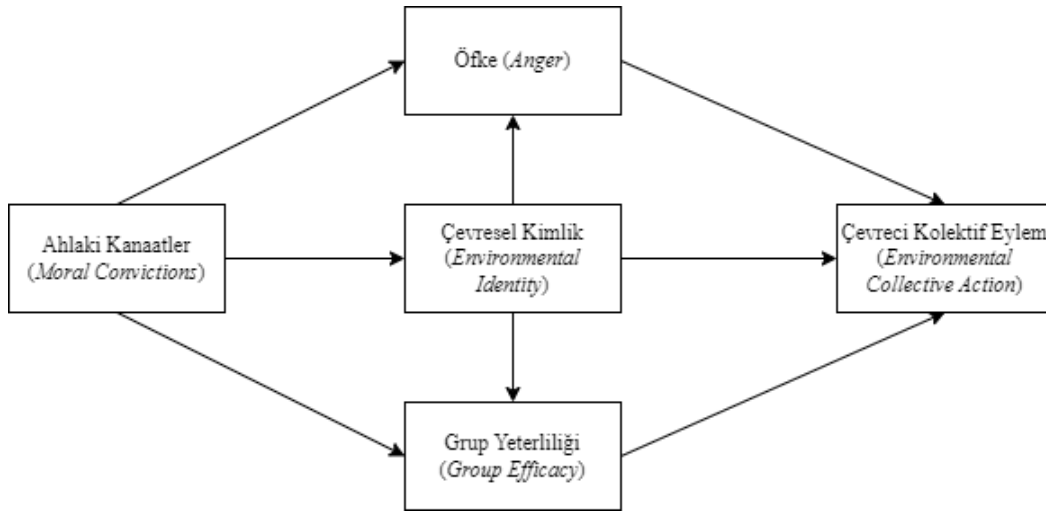 Öfke (Anger)
Ahlaki Kanaatler
(Moral Convictions)
Çevresel Kimlik
(Environmental
Identity)
Çevreci Kolektif Eylem
(Environmental
Collective Action)
Grup Yeterliliği
(Group Efficacy)